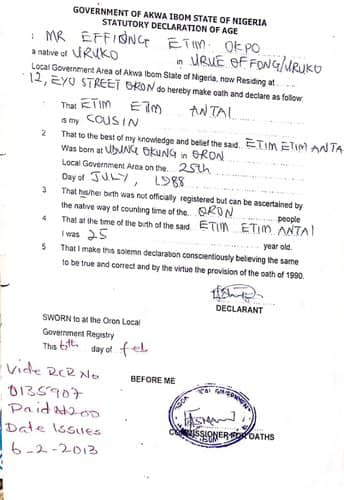 GOVERNMENT OF AKWA IBOM STATE OF NIGERIA
STATUTORY DECLARATION OF AGE
I MR EFFIONG ETIM OKPO
a native of URUKO in URUE OFFONG/URUKO
Local Government Area of Akwa Ibom State of Nigeria, now Residing at
12, EYO STREET ORON do hereby make oath and declare as follow:
That ETIM ETIM ANTAI
is my COUSIN
2 That to the best of my knowledge and belief the said. ETIM ETIM ANTA
Was born at UDUNG OKUNG in ORON
Local Government Area on the. 25th
Day of JULY, 1988
3 That his/her birth was not officially registered but can be ascertained by
the native way of counting time of the ORON people
4 That at the time of the birth of the said. ETIM ETIM ANTAI
I was 25 year old.
5 That I make this solemn declaration conscientiously believing the same
to be true and correct and by the virtue the provision of oath of 1990.
DECLARANT
SWORN to at the Oron Local
Government Registry
This 6th day of feb
Vide RCR No
0135907
Paid ₦200
Date Issues
6-2-2013
BEFORE ME
COMMISSIONER FOR OATHS